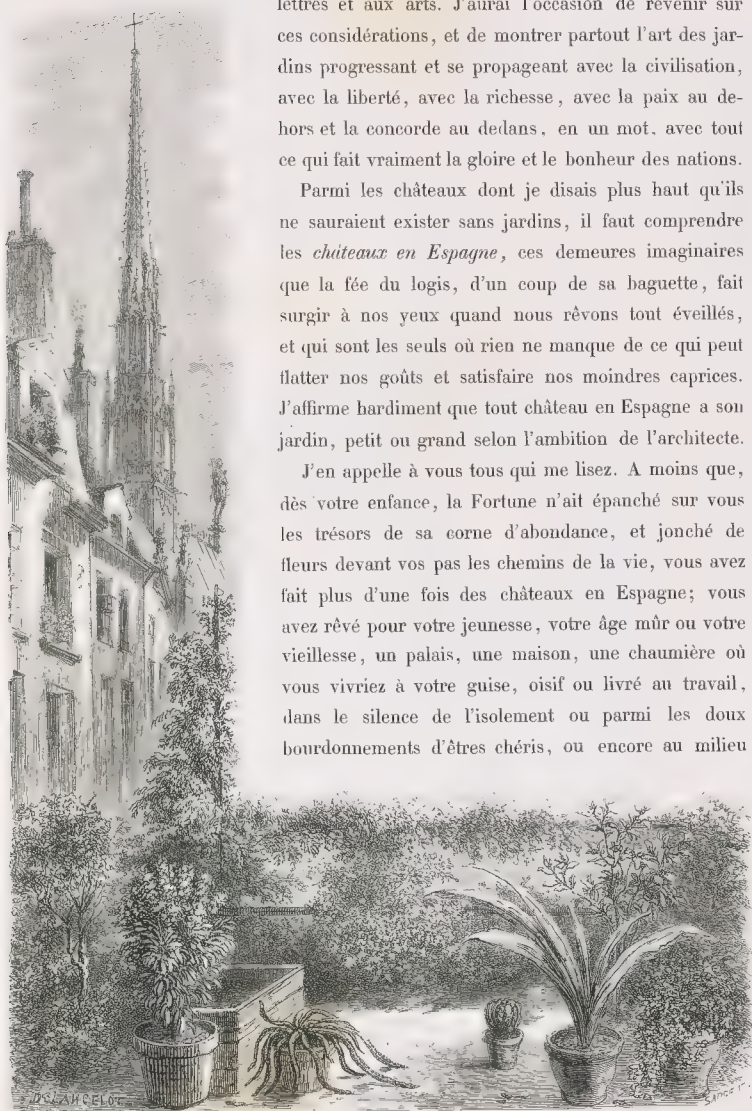 lettres et aux arts. J'aurai l'occasion de revenir sur
ces considérations, et de montrer partout l'art des jar-
dins progressant et se propageant avec la civilisation,
avec la liberté, avec la richesse, avec la paix au de-
hors et la concorde au dedans, en un mot, avec tout
ce qui fait vraiment la gloire et le bonheur des nations.
Parmi les châteaux dont je disais plus haut qu'ils
ne sauraient exister sans jardins, il faut comprendre
les châteaux en Espagne, ces demeures imaginaires
que la fée du logis, d'un coup de sa baguette, fait
surgir à nos yeux quand nous rêvons tout éveillés,
et qui sont les seuls où rien ne manque de ce qui peut
flatter nos goûts et satisfaire nos moindres caprices.
J'affirme hardiment que tout château en Espagne a son
jardin, petit ou grand selon l'ambition de l'architecte.
J'en appelle à vous tous qui me lisez. A moins que,
dès votre enfance, la Fortune n'ait épanché sur vous
les trésors de sa corne d'abondance, et jonché de
fleurs devant vos pas les chemins de la vie, vous avez
fait plus d'une fois des châteaux en Espagne; vous
avez rêvé pour votre jeunesse, votre âge mûr ou votre
vieillesse, un palais, une maison, une chaumière où
vous vivriez à votre guise, oisif ou livré au travail,
dans le silence de l'isolement ou parmi les doux
bourdonnements d'êtres chéris, ou encore au milieu
DELANCELOT